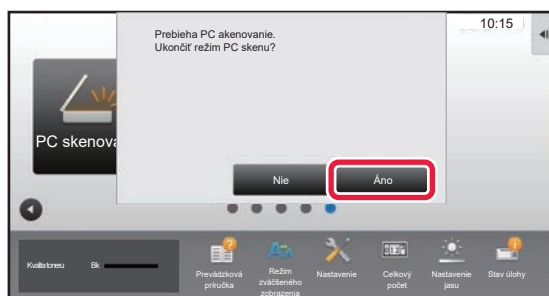 Prebieha PC akenovanie.
Ukončiť režim PC skenu?
10:15
PC skenova
Nie
Áno
Kvalita toneru
Bk
Prevádzková
príručka
Režim
zväčšeného
zobrazenia
Nastavenie
Celkový
počet
Nastavenie
jasu
Stav úlohy